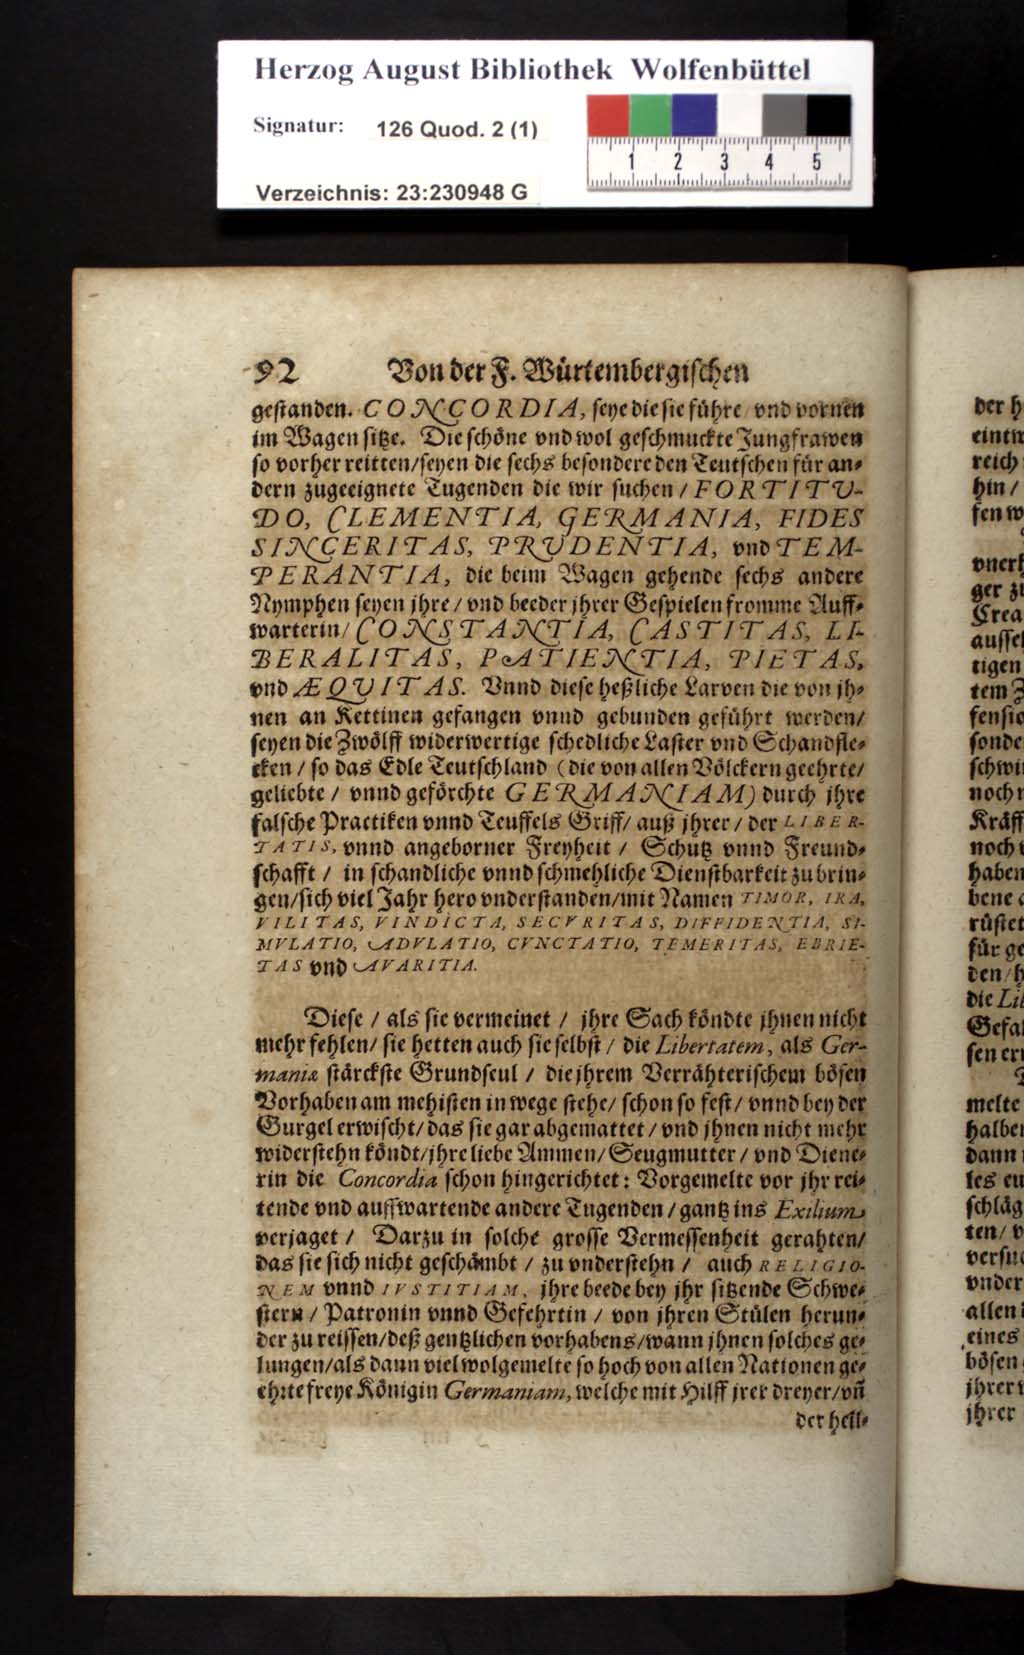 Herzog August Bibliothek Wolfenbüttel
Signatur: 126 Quod. 2 (1)
1 2 3 4 5
Verzeichnis: 23:230948 G
92 Von der F. Würtembergischen
gestanden. CONCORDIA, seye die sie führe / vnd vornen
im Wagen sitze. Die schöne vnd wol geschmuckte Jungfrawen
so vorher reitten / seyen die sechs besondere den Teutschen für an⸗
dern zugeeignete Tugenden die wir suchen / FORTITV-
DO, CLEMENTIA, GERMANIA, FIDES
SINCERITAS, PRVDENTIA, vnd TEM-
PERANTIA, die beim Wagen gehende sechs andere
Nymphen seyen jhre / vnd beeder jhrer Gespielen fromme Auff⸗
warterin / CONSTANTIA, CASTITAS, LI-
BERALITAS, PATIENTIA, PIETAS,
vnd ÆQVITAS. Vnnd diese heßliche Larven die von jh⸗
nen an Kettinen gefangen vnnd gebunden geführt werden /
seyen die Zwölff widerwertige schedliche Laster vnd Schandfle⸗
cken / so das Edle Teutschland (die von allen Völckern geehrte /
geliebte / vnnd geförchte GERMANIAM) durch jhre
falsche Practiken vnnd Teuffels Griff / auß jhrer / der LIBER-
TATIS, vnnd angeborner Freyheit / Schutz vnnd Freund⸗
schafft / in schandliche vnnd schmehliche Dienstbarkeit zu brin⸗
gen / sich viel Jahr hero vnderstanden / mit Namen TIMOR, IRA,
VILITAS, VINDICTA, SECVRITAS, DIFFIDENTIA, SI-
MVLATIO, ADVLATIO, CVNCTATIO, TEMERITAS, EBRIE-
TAS vnd AVARITIA.
Diese / als sie vermeinet / jhre Sach köndte jhnen nicht
mehr fehlen / sie hetten auch sie selbst / die Libertatem, als Ger-
maniæ stärckste Grundseul / die jhrem Verrähterischem bösen
Vorhaben am mehisten in wege stehe / schon so fest / vnnd bey der
Gurgel erwischt / das sie gar abgemattet / vnd jhnen nicht mehr
widerstehn köndt / jhre liebe Ammen / Seugmutter / vnd Diene⸗
rin die Concordia schon hingerichtet: Vorgemelte vor jhr rei⸗
tende vnd auffwartende andere Tugenden / gantz ins Exilium
verjaget / Darzu in solche grosse Vermessenheit gerahten /
das sie sich nicht geschämbt / zu vnderstehn / auch RELIGIO-
NEM vnnd IVSTITIAM, jhre beede bey jhr sitzende Schwe⸗
stern / Patronin vnnd Gefehrtin / von jhren Stülen herun⸗
der zu reissen / deß gentzlichen vorhabens / wann jhnen solches ge⸗
lungen / als dann viel wolgemelte so hoch von allen Nationen ge⸗
ehrte freye Königin Germaniam, welche mit Hilff jrer dreyer / vñ
der heil⸗